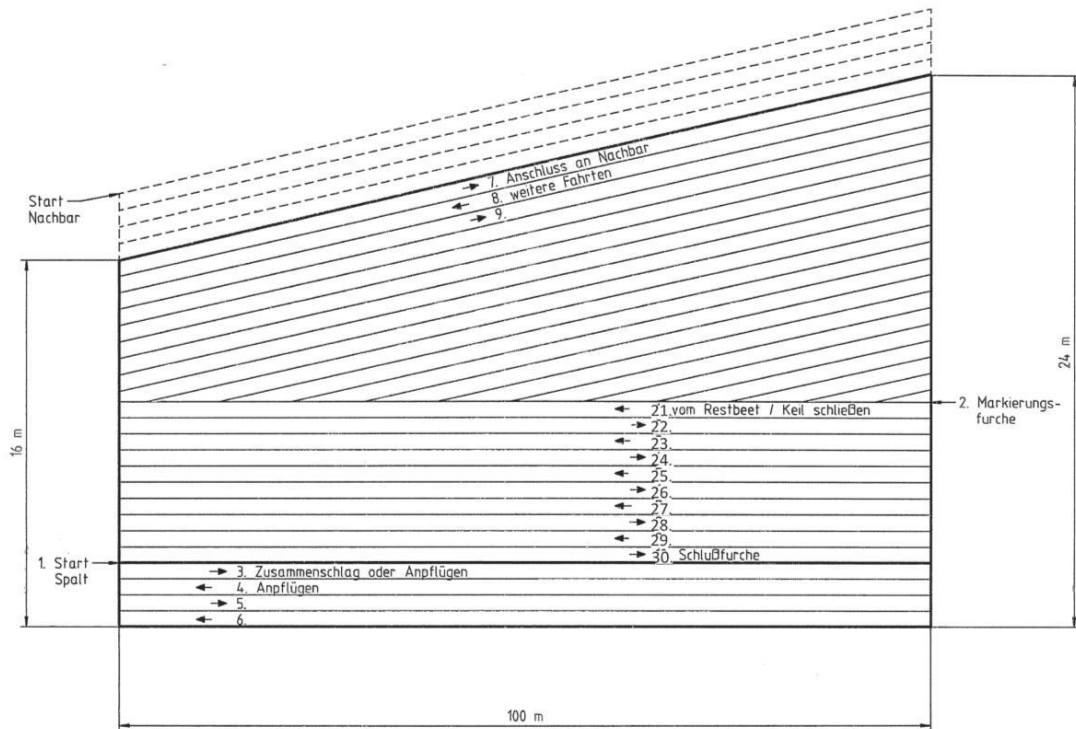 Start
Nachbar
7. Anschluss an Nachbar
8. weitere Fahrten
9.
24 m
16 m
21. vom Restbeet / Keil schließen
2. Markierungs-
furche
22.
23.
24.
25.
26.
27
28
29.
30. Schlußfurche
1. Start
Spalt
3. Zusammenschlag oder Anpflügen
4. Anpflügen
5.
6.
100 m